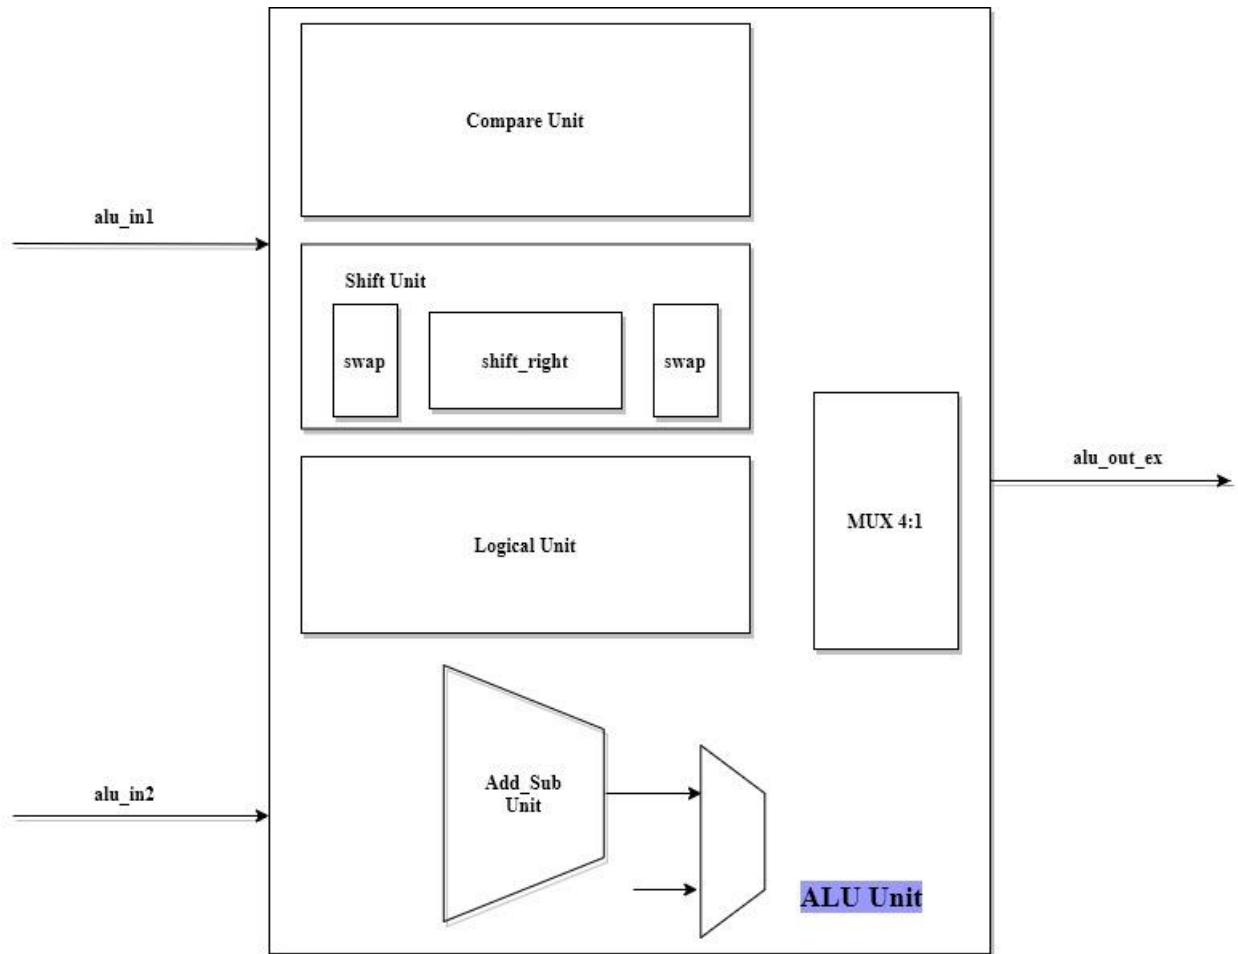 Compare Unit
alu_in1
Shift Unit
swap
shift_right
swap
alu_out_ex
MUX 4:1
Logical Unit
Add_Sub
Unit
alu_in2
ALU Unit